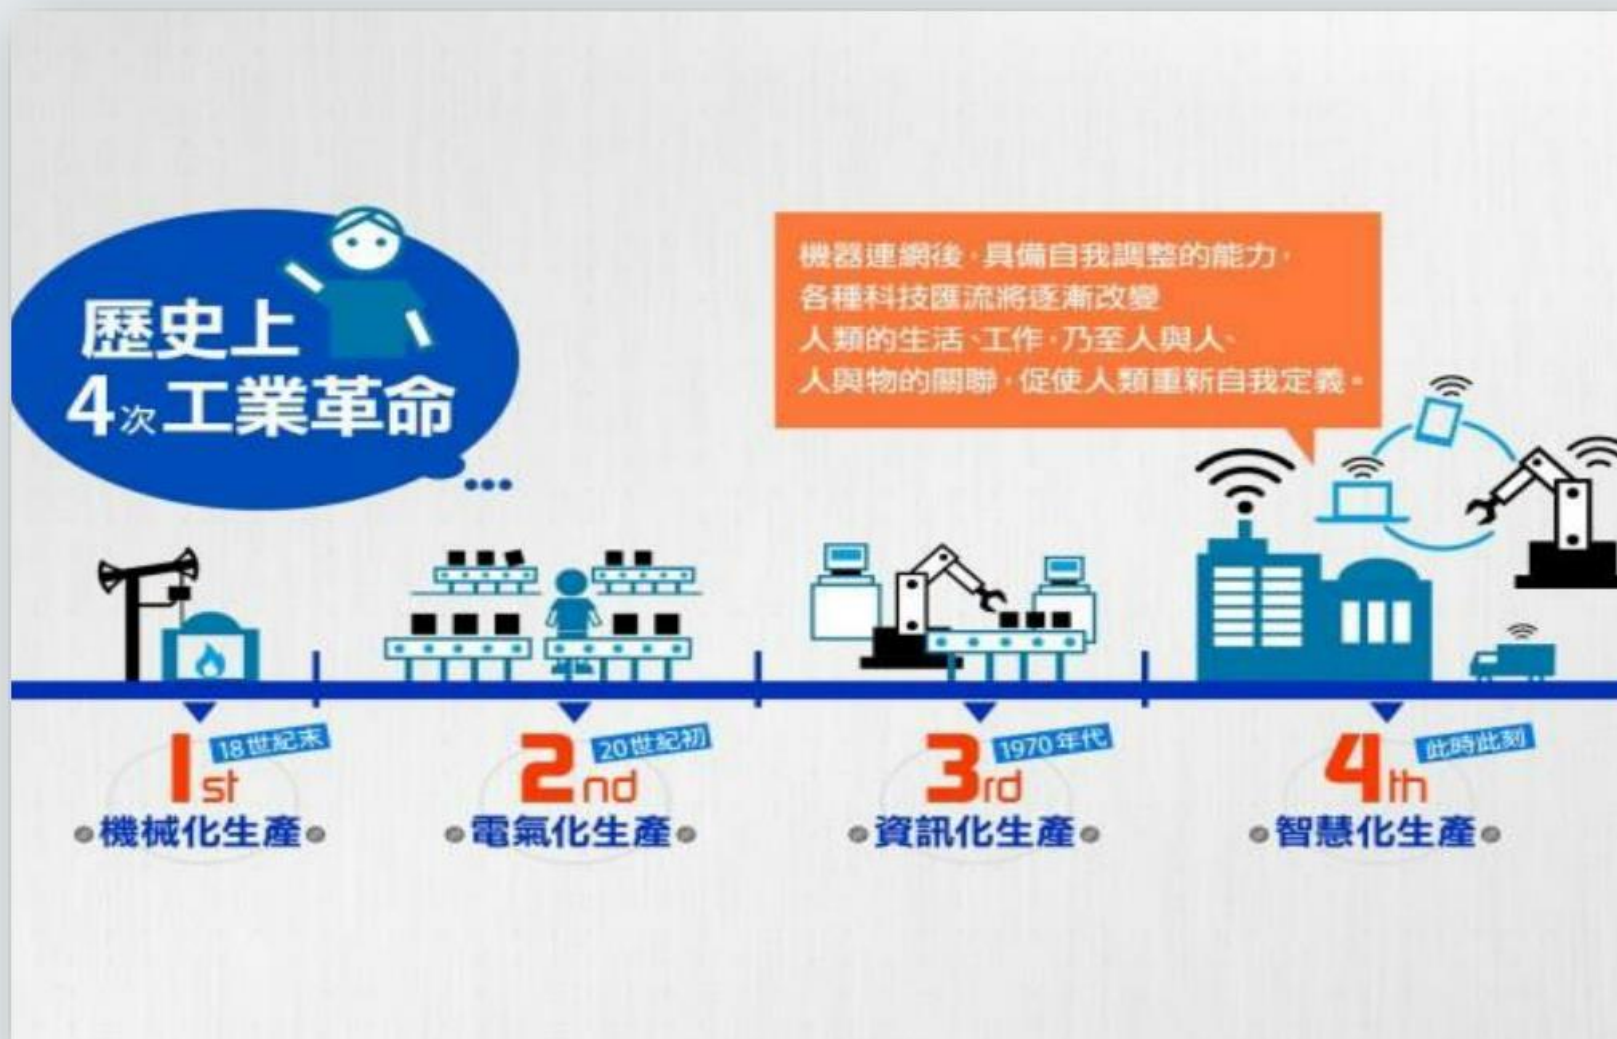 歷史上
4次工業革命
機器連網後，具備自我調整的能力，
各種科技匯流將逐漸改變
人類的生活、工作，乃至人與人、
人與物的關聯，促使人類重新自我定義。
1st
18世紀末
機械化生產
2nd
20世紀初
電氣化生產
3rd
1970年代
資訊化生產
4th
此時此刻
智慧化生產